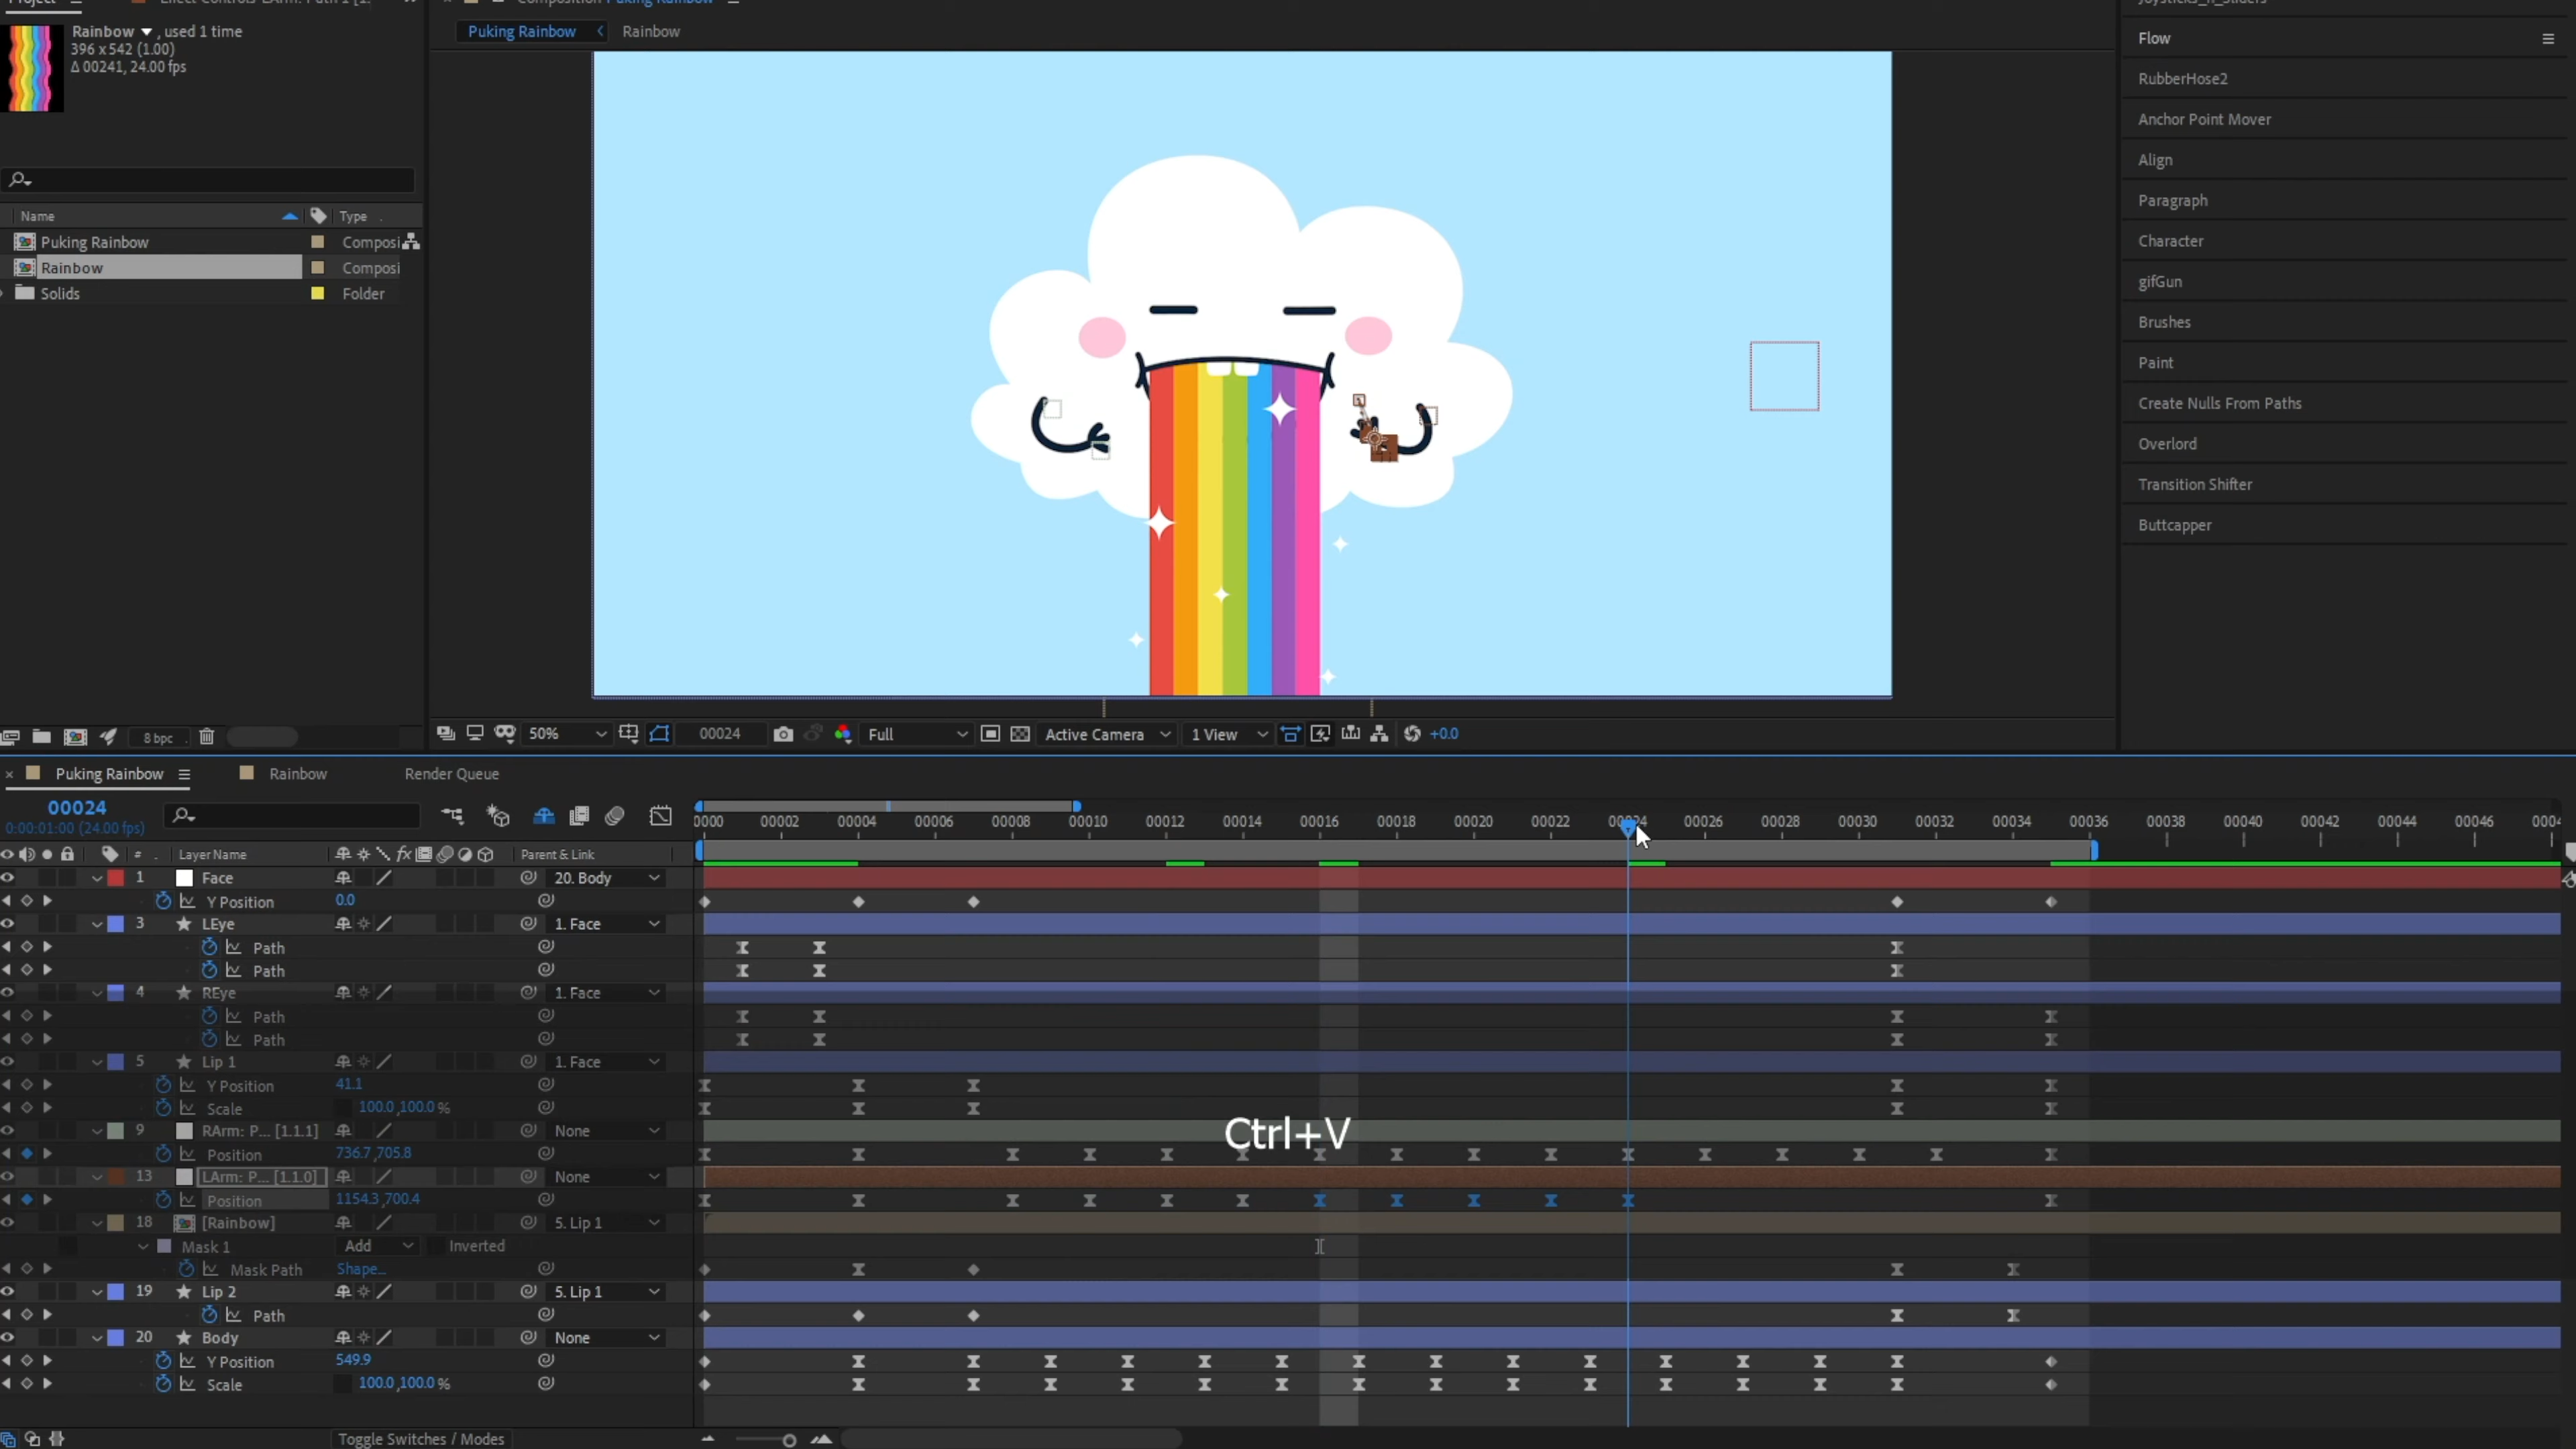 Rainbow , used 1 time
396 x 542 (1.00)
Δ 00241, 24.00 fps
Name Type
Puking Rainbow Composi
Rainbow Composi
Solids Folder
8 bpc
Composition Puking Rainbow
Puking Rainbow Rainbow
50% 00024 Full Active Camera 1 View +0.0
Flow
RubberHose2
Anchor Point Mover
Align
Paragraph
Character
gifGun
Brushes
Paint
Create Nulls From Paths
Overlord
Transition Shifter
Buttcapper
Puking Rainbow Rainbow Render Queue
00024
0:00:01:00 (24.00 fps)
0000 00002 00004 00006 00008 00010 00012 00014 00016 00018 00020 00022 00024 00026 00028 00030 00032 00034 00036 00038 00040 00042 00044 00046 0004
# Layer Name Parent & Link
1 Face 20. Body
Y Position 0.0
3 LEye 1. Face
Path
Path
4 REye 1. Face
Path
Path
5 Lip 1 1. Face
Y Position 41.1
Scale 100.0,100.0 %
9 RArm: P... [1.1.1] None
Position 736.7,705.8
13 LArm: P... [1.1.0] None
Position 1154.3,700.4
18 [Rainbow] 5. Lip 1
Mask 1 Add Inverted
Mask Path Shape...
19 Lip 2 5. Lip 1
Path
20 Body None
Y Position 549.9
Scale 100.0,100.0 %
Toggle Switches / Modes
Ctrl+V